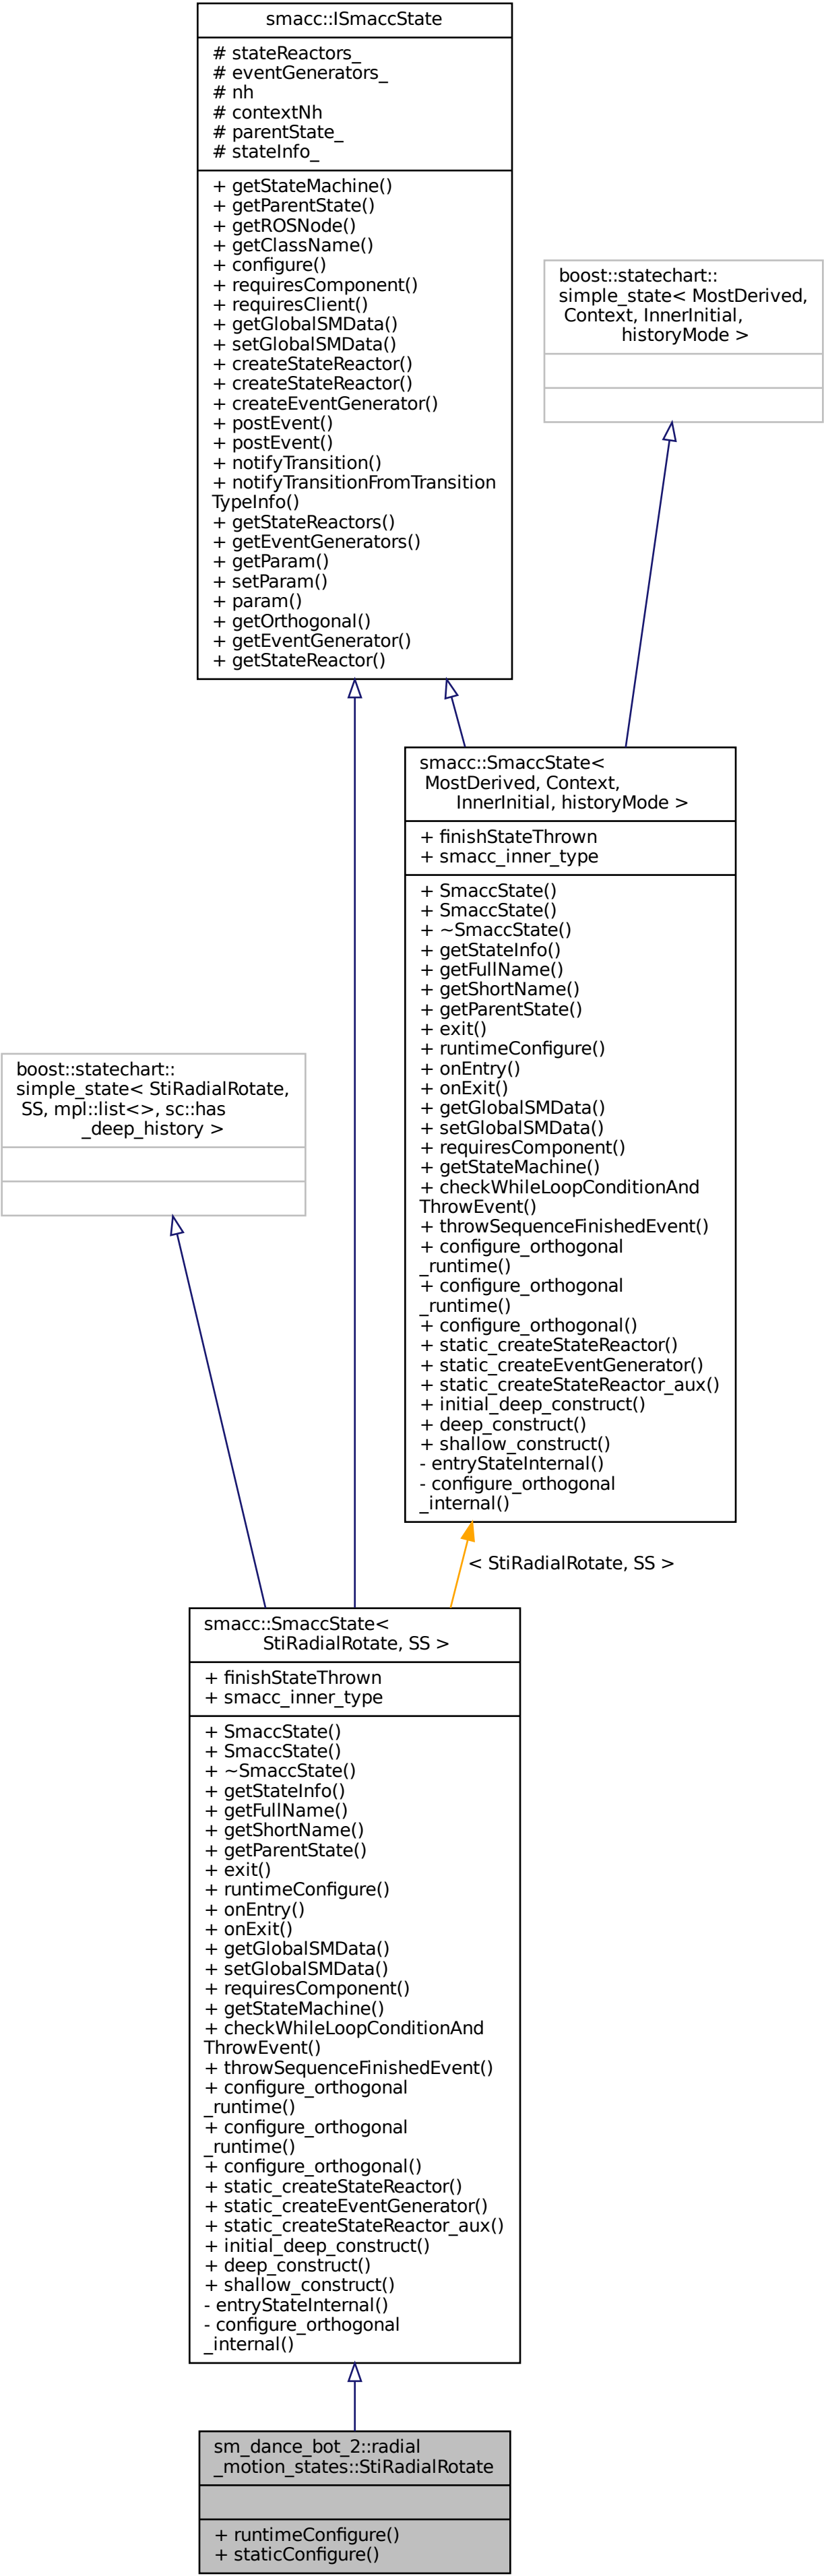 smacc::ISmaccState
# stateReactors_
# eventGenerators_
# nh
# contextNh
# parentState_
# stateInfo_
+ getStateMachine()
+ getParentState()
+ getROSNode()
+ getClassName()
+ configure()
+ requiresComponent()
+ requiresClient()
+ getGlobalSMData()
+ setGlobalSMData()
+ createStateReactor()
+ createStateReactor()
+ createEventGenerator()
+ postEvent()
+ postEvent()
+ notifyTransition()
+ notifyTransitionFromTransition
TypeInfo()
+ getStateReactors()
+ getEventGenerators()
+ getParam()
+ setParam()
+ param()
+ getOrthogonal()
+ getEventGenerator()
+ getStateReactor()
boost::statechart::
simple_state< MostDerived,
Context, InnerInitial,
historyMode >
smacc::SmaccState<
MostDerived, Context,
InnerInitial, historyMode >
+ finishStateThrown
+ smacc_inner_type
+ SmaccState()
+ SmaccState()
+ ~SmaccState()
+ getStateInfo()
+ getFullName()
+ getShortName()
+ getParentState()
+ exit()
+ runtimeConfigure()
+ onEntry()
+ onExit()
+ getGlobalSMData()
+ setGlobalSMData()
+ requiresComponent()
+ getStateMachine()
+ checkWhileLoopConditionAnd
ThrowEvent()
+ throwSequenceFinishedEvent()
+ configure_orthogonal
_runtime()
+ configure_orthogonal
_runtime()
+ configure_orthogonal()
+ static_createStateReactor()
+ static_createEventGenerator()
+ static_createStateReactor_aux()
+ initial_deep_construct()
+ deep_construct()
+ shallow_construct()
- entryStateInternal()
- configure_orthogonal
_internal()
boost::statechart::
simple_state< StiRadialRotate,
SS, mpl::list<>, sc::has
_deep_history >
< StiRadialRotate, SS >
smacc::SmaccState<
StiRadialRotate, SS >
+ finishStateThrown
+ smacc_inner_type
+ SmaccState()
+ SmaccState()
+ ~SmaccState()
+ getStateInfo()
+ getFullName()
+ getShortName()
+ getParentState()
+ exit()
+ runtimeConfigure()
+ onEntry()
+ onExit()
+ getGlobalSMData()
+ setGlobalSMData()
+ requiresComponent()
+ getStateMachine()
+ checkWhileLoopConditionAnd
ThrowEvent()
+ throwSequenceFinishedEvent()
+ configure_orthogonal
_runtime()
+ configure_orthogonal
_runtime()
+ configure_orthogonal()
+ static_createStateReactor()
+ static_createEventGenerator()
+ static_createStateReactor_aux()
+ initial_deep_construct()
+ deep_construct()
+ shallow_construct()
- entryStateInternal()
- configure_orthogonal
_internal()
sm_dance_bot_2::radial
_motion_states::StiRadialRotate
+ runtimeConfigure()
+ staticConfigure()